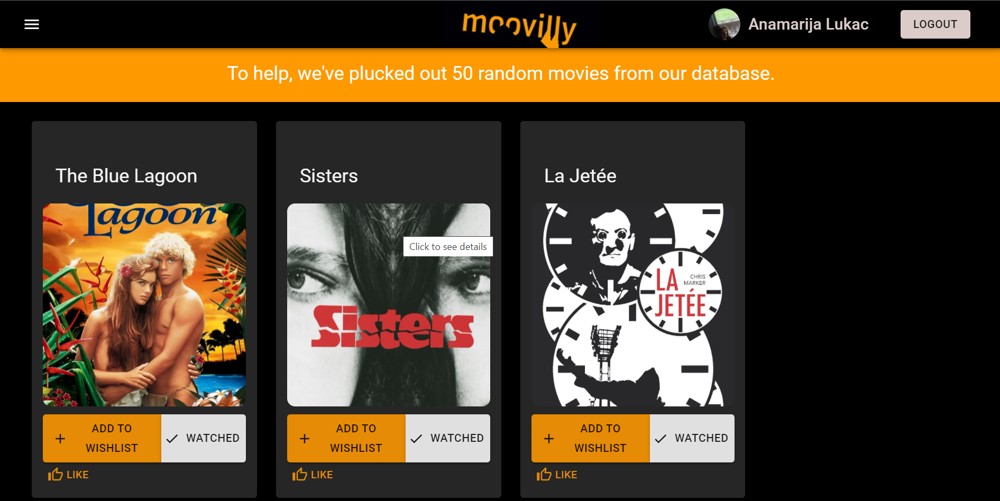 moovilly
Anamarija Lukac
LOGOUT
To help, we've plucked out 50 random movies from our database.
The Blue Lagoon
Lagoon
ADD TO
WISHLIST
WATCHED
LIKE
Sisters
Click to see details
Sisters
ADD TO
WISHLIST
WATCHED
LIKE
La Jetée
CHRIS
MARKER
LA
JETÉE
ADD TO
WISHLIST
WATCHED
LIKE